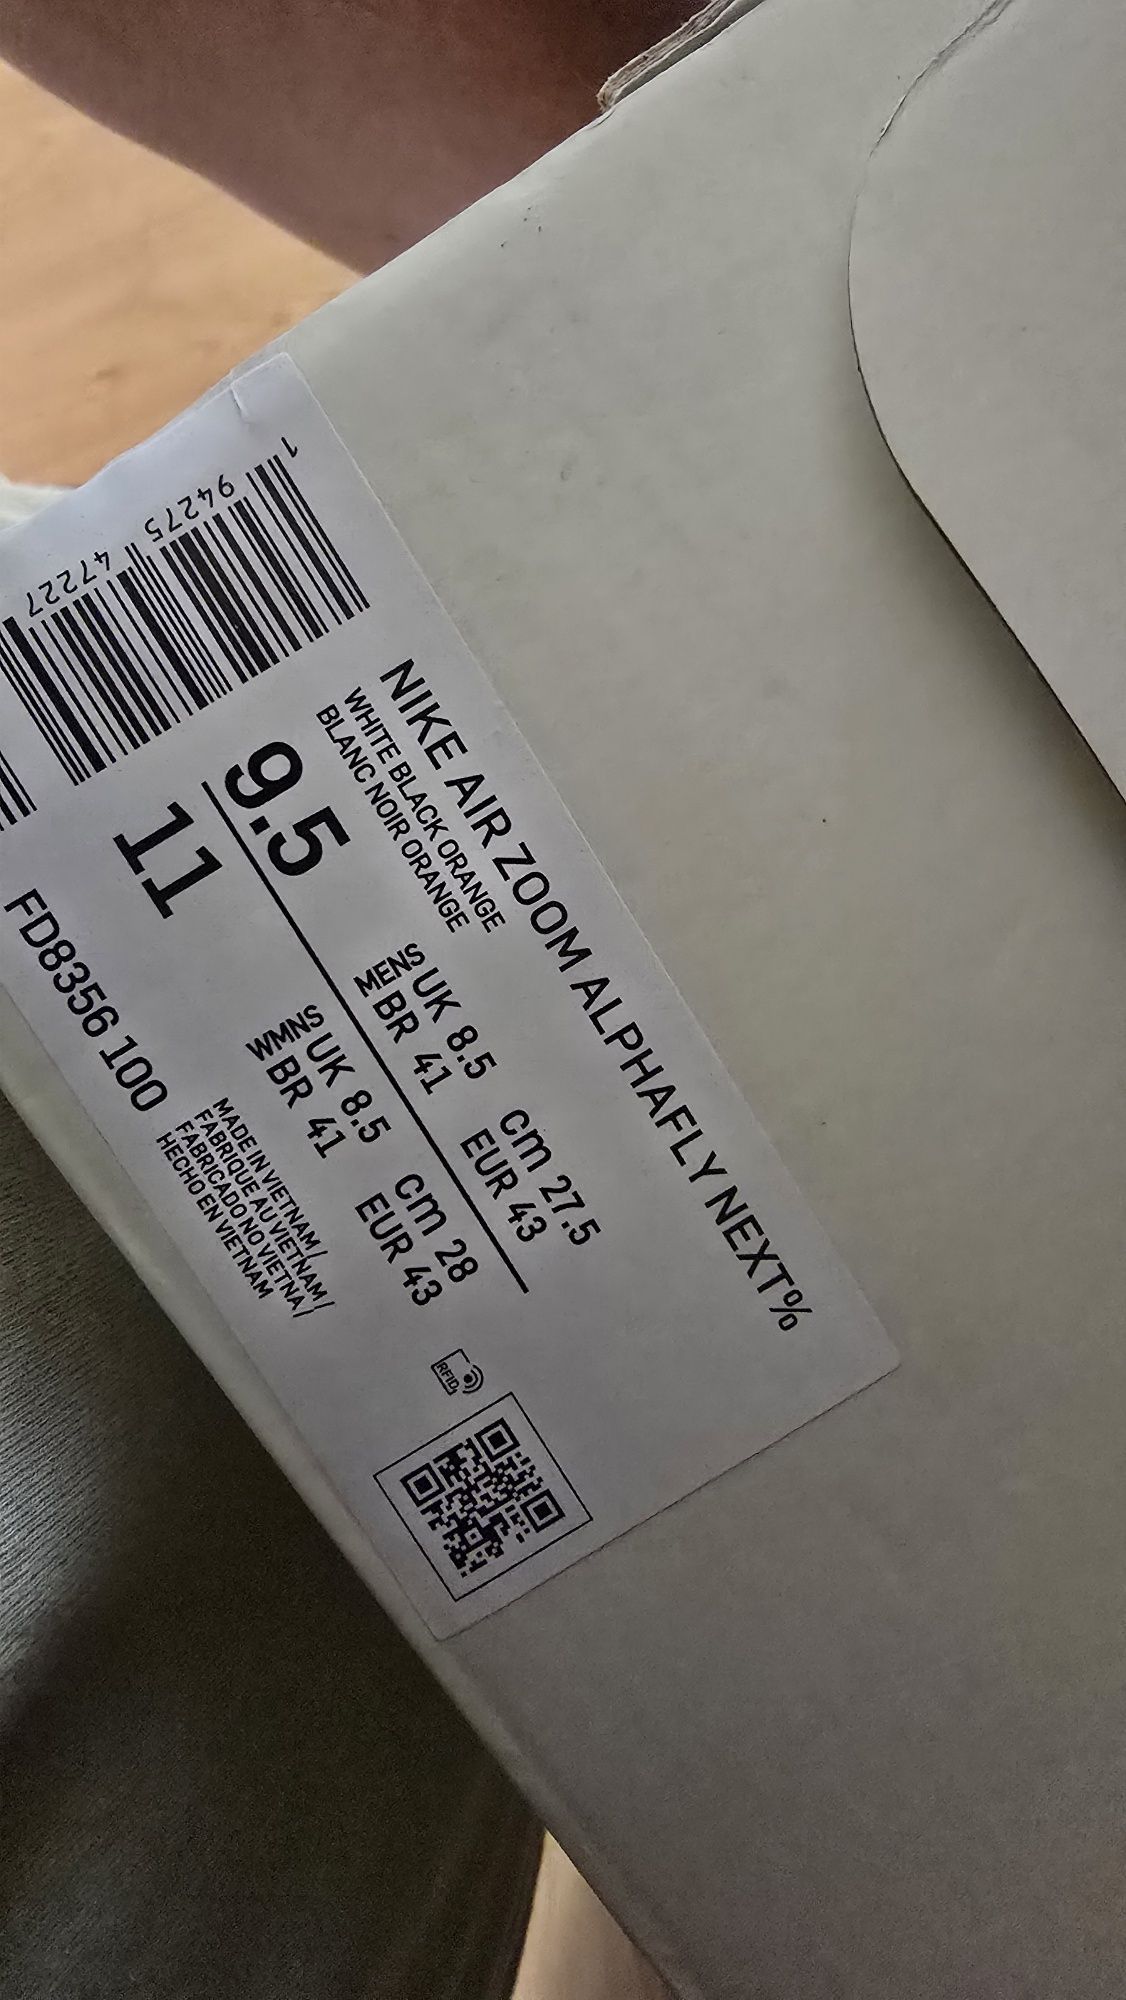 NIKE AIR ZOOM ALPHAFLY NEXT%
WHITE BLACK ORANGE
BLANC NOIR ORANGE
9.5
MENS UK 8.5 cm 27.5
BR 41 EUR 43
11
WMNS UK 8.5 cm 28
BR 41 EUR 43
FD8356 100
MADE IN VIETNAM/
FABRIQUE AU VIETNAM/
FABRICADO NO VIETNA/
HECHO EN VIETNAM
RFID
1 94275 47227